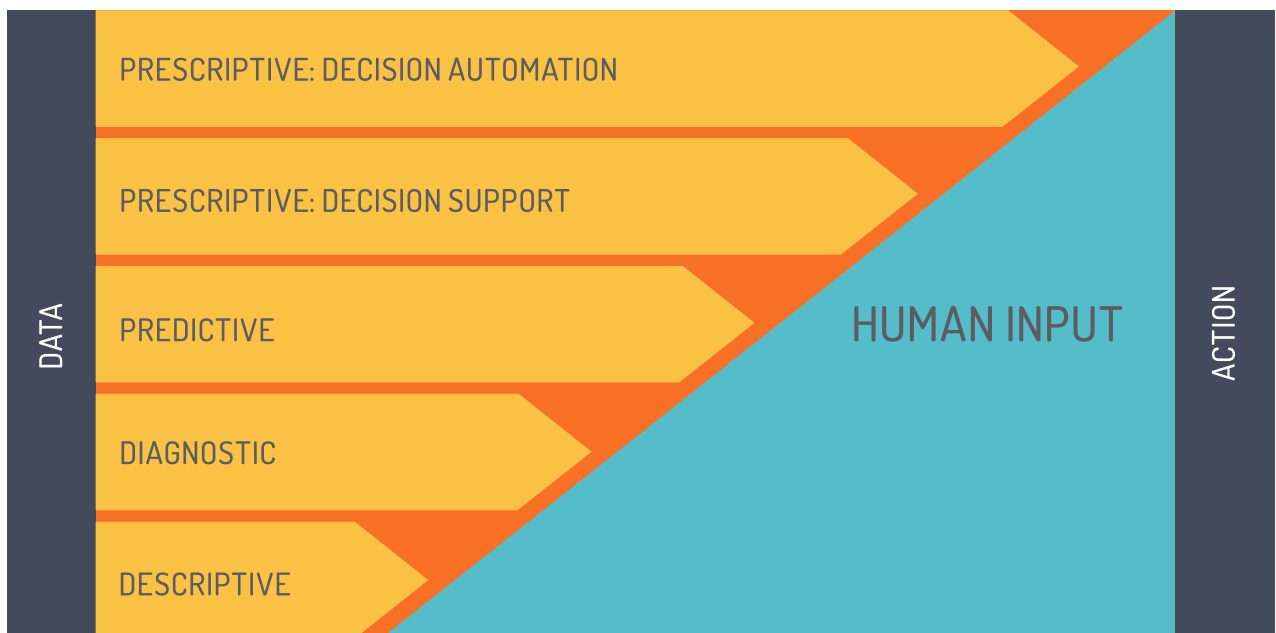 DATA
PRESCRIPTIVE: DECISION AUTOMATION
PRESCRIPTIVE: DECISION SUPPORT
PREDICTIVE
DIAGNOSTIC
DESCRIPTIVE
HUMAN INPUT
ACTION